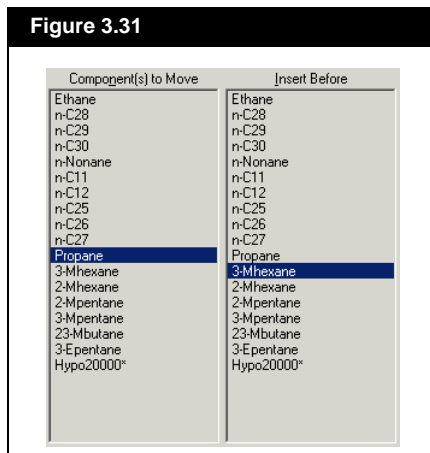 Figure 3.31
Component(s) to Move
Ethane
n-C28
n-C29
n-C30
n-Nonane
n-C11
n-C12
n-C25
n-C26
n-C27
Propane
3-Mhexane
2-Mhexane
2-Mpentane
3-Mpentane
23-Mbutane
3-Epentane
Hypo20000*
Insert Before
Ethane
n-C28
n-C29
n-C30
n-Nonane
n-C11
n-C12
n-C25
n-C26
n-C27
Propane
3-Mhexane
2-Mhexane
2-Mpentane
3-Mpentane
23-Mbutane
3-Epentane
Hypo20000*